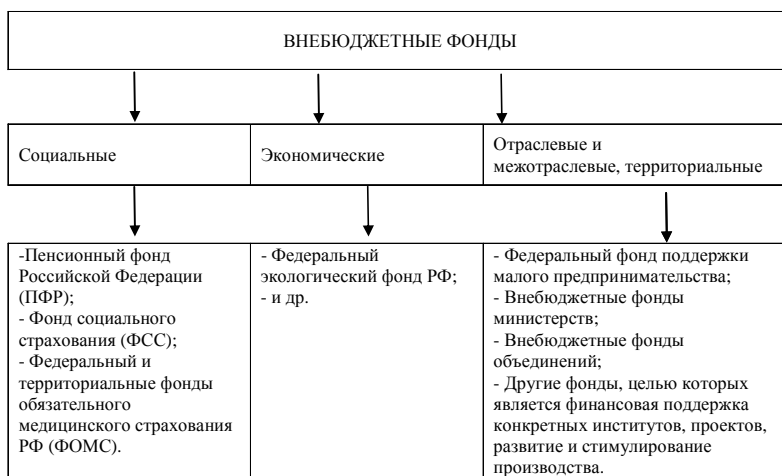 ВНЕБЮДЖЕТНЫЕ ФОНДЫ
Социальные
Экономические
Отраслевые и
межотраслевые, территориальные
-Пенсионный фонд
Российской Федерации
(ПФР);
- Фонд социального
страхования (ФСС);
- Федеральный и
территориальные фонды
обязательного
медицинского страхования
РФ (ФОМС).
- Федеральный
экологический фонд РФ;
- и др.
- Федеральный фонд поддержки
малого предпринимательства;
- Внебюджетные фонды
министерств;
- Внебюджетные фонды
объединений;
- Другие фонды, целью которых
является финансовая поддержка
конкретных институтов, проектов,
развитие и стимулирование
производства.